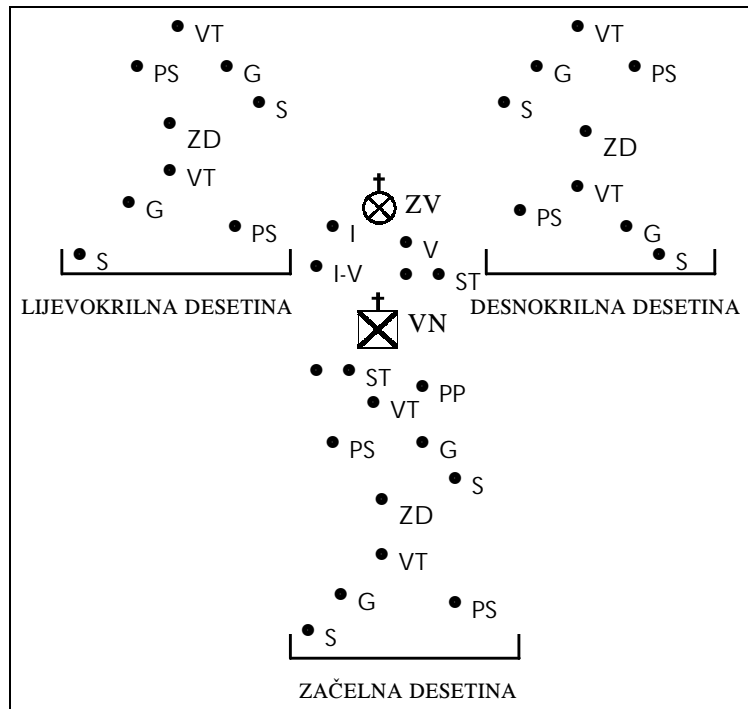 VT
VT
PS
G
G
PS
S
S
ZD
ZD
VT
VT
G
ZV
PS
PS
I
G
V
S
S
I-V
ST
LIJEVOKRILNA DESETINA
DESNOKRILNA DESETINA
VN
ST
PP
VT
PS
G
S
ZD
VT
G
PS
S
ZAČELNA DESETINA